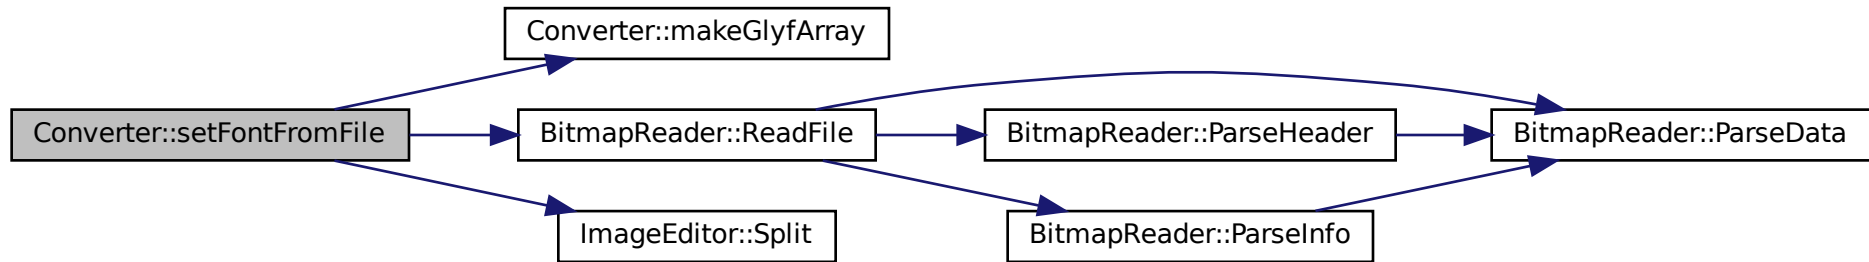 Converter::makeGlyfArray
Converter::setFontFromFile
BitmapReader::ReadFile
BitmapReader::ParseHeader
BitmapReader::ParseData
ImageEditor::Split
BitmapReader::ParseInfo